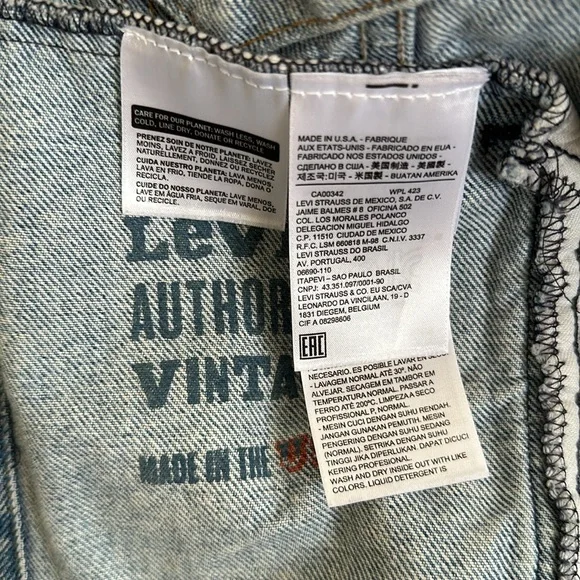 CARE FOR OUR PLANET: WASH LESS, WASH
COLD, LINE DRY, DONATE OR RECYCLE
PRENEZ SOIN DE NOTRE PLANETE: LAVEZ
MOINS, LAVEZ A FROID, LAISSEZ SECHER
NATURELLEMENT, DONNEZ OU RECYCLEZ
CUIDA NUESTRO PLANETA: LAVA MENOS,
LAVA EN FRIO, TIENDE LA ROPA, DONA O
RECICLA
CUIDE DO NOSSO PLANETA: LAVE MENOS,
LAVE EM ÁGUA FRIA, SEQUE EM VARAL, DOE
OU RECICLE.
MADE IN U.S.A. - FABRIQUE
AUX ETATS-UNIS - FABRICADO EN EUA -
FABRICADO NOS ESTADOS UNIDOS -
СДЕЛАНО В США - 美国制造 - 美國製 -
제조국:미국 - 米国製 - BUATAN AMERIKA
CA00342 WPL 423
LEVI STRAUSS DE MEXICO, S.A. DE C.V.
JAIME BALMES # 8 OFICINA 502
COL. LOS MORALES POLANCO
DELEGACION MIGUEL HIDALGO
C.P. 11510 CIUDAD DE MEXICO
R.F.C. LSM 660818 M-98 C.N.I.V. 3337
LEVI STRAUSS DO BRASIL
AV. PORTUGAL, 400
06690-110
ITAPEVI – SAO PAULO BRASIL
CNPJ: 43.351.097/0001-90
LEVI STRAUSS & CO. EU SCA/CVA
LEONARDO DA VINCILAAN, 19 - D
1831 DIEGEM, BELGIUM
CIF A 08298606
EAC
NECESARIO, ES POSIBLE LAVAR EN
- LAVAGEM NORMAL ATÉ 30º. NÃO
ALVEJAR. SECAGEM EM TAMBOR EM
TEMPERATURA NORMAL. PASSAR A
FERRO ATÉ 200ºC. LIMPEZA A SECO
PROFISSIONAL P, NORMAL.
- MESIN CUCI DENGAN SUHU RENDAH.
JANGAN GUNAKAN PEMUTIH. MESIN
PENGERING DENGAN SUHU SEDANG
(NORMAL). SETRIKA DENGAN SUHU
TINGGI JIKA DIPERLUKAN. DAPAT DICUCI
KERING PROFESIONAL.
WASH AND DRY INSIDE OUT WITH LIKE
COLORS. LIQUID DETERGENT IS
LEV
AUTHOR
VINTA
MADE IN THE U